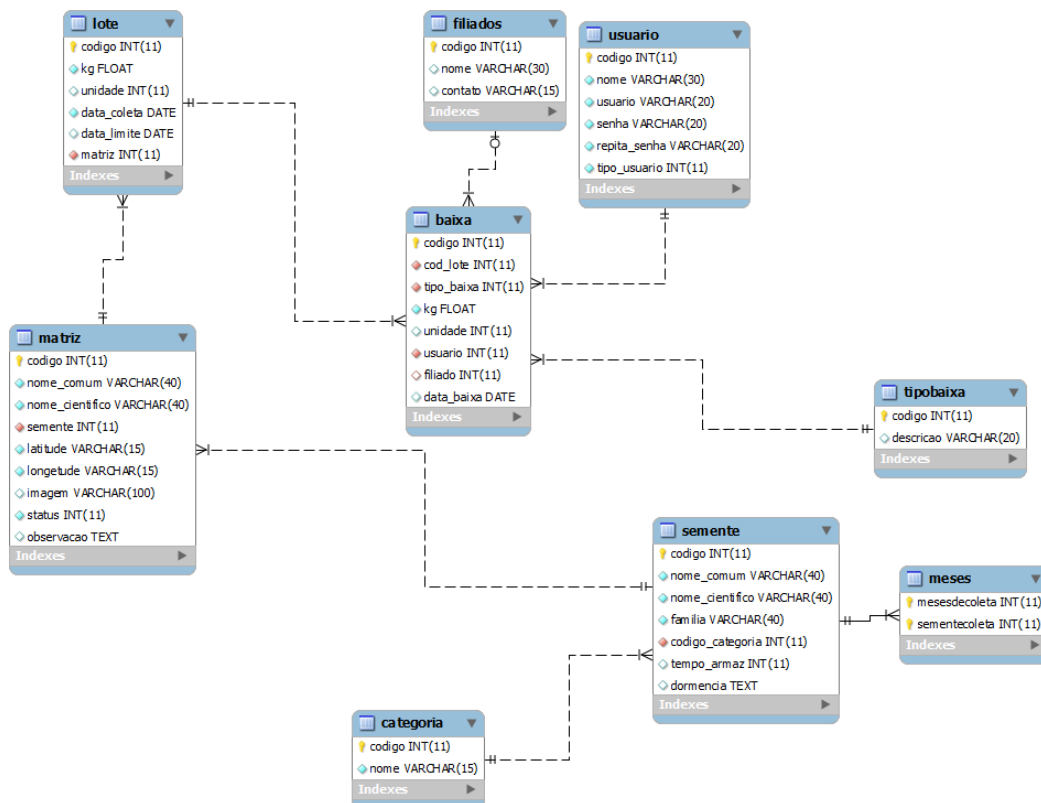 lote
codigo INT(11)
kg FLOAT
unidade INT(11)
data_coleta DATE
data_limite DATE
matriz INT(11)
Indexes
filiados
codigo INT(11)
nome VARCHAR(30)
contato VARCHAR(15)
Indexes
usuario
codigo INT(11)
nome VARCHAR(30)
usuario VARCHAR(20)
senha VARCHAR(20)
repita_senha VARCHAR(20)
tipo_usuario INT(11)
Indexes
baixa
codigo INT(11)
cod_lote INT(11)
tipo_baixa INT(11)
kg FLOAT
unidade INT(11)
usuario INT(11)
filiado INT(11)
data_baixa DATE
Indexes
matriz
codigo INT(11)
nome_comum VARCHAR(40)
nome_cientifico VARCHAR(40)
semente INT(11)
latitude VARCHAR(15)
longetude VARCHAR(15)
imagem VARCHAR(100)
status INT(11)
observacao TEXT
Indexes
tipobaixa
codigo INT(11)
descricao VARCHAR(20)
Indexes
semente
codigo INT(11)
nome_comum VARCHAR(40)
nome_cientifico VARCHAR(40)
familia VARCHAR(40)
codigo_categoria INT(11)
tempo_armaz INT(11)
dormencia TEXT
Indexes
meses
mesesdecoleta INT(11)
sementecoleta INT(11)
Indexes
categoria
codigo INT(11)
nome VARCHAR(15)
Indexes